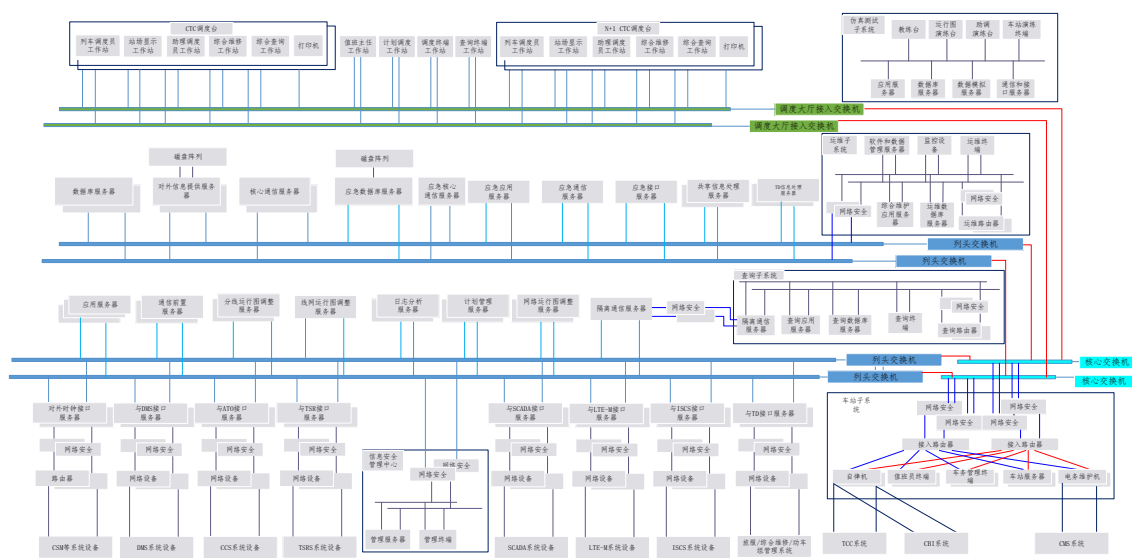 CTC调度台
列车调度员
工作站
站场显示
工作站
助理调度员
工作站
综合维修
工作站
综合查询
工作站
打印机
值班主任
工作站
计划调度
工作站
调度终端
工作站
查询终端
工作站
N+1 CTC调度台
列车调度员
工作站
站场显示
工作站
助理调度员
工作站
综合维修
工作站
综合查询
工作站
打印机
仿真测试
子系统
教练台
运行图
演练台
助调
演练台
车站演练
终端
应用服
务器
数据库
服务器
数据模拟
服务器
通信和接
口服务器
调度大厅接入交换机
调度大厅接入交换机
磁盘阵列
磁盘阵列
数据库服务器
对外信息提供服务
器
核心通信服务器
应急数据库服务器
应急核心
通信服务器
应急应用
服务器
应急通信
服务器
应急接口
服务器
共享信息处理
服务器
TD信息处理
服务器
运维子系
统
软件和数据
管理服务器
监控设
备
运维终
端
网络安全
综合维护
应用服务器
运维数据
库服务器
网络安全
运维路由器
列头交换机
列头交换机
应用服务器
通信前置
服务器
分线运行图调整
服务器
线网运行图调整
服务器
日志分析
服务器
计划管理
服务器
网络运行图调整
服务器
隔离通信服务器
网络安全
查询子系统
隔离通信
服务器
查询应用
服务器
查询数据库
服务器
查询终
端
网络安全
查询路由器
列头交换机
列头交换机
核心交换机
核心交换机
对外时钟接口
服务器
与DMS接口
服务器
与ATO接口
服务器
与TSR接口
服务器
与SCADA接口
服务器
与LTE-M接口
服务器
与ISCS接口
服务器
与TD接口服务器
网络安全
网络安全
网络安全
网络安全
网络安全
网络安全
网络安全
网络安全
路由器
网络设备
网络设备
网络设备
网络设备
网络设备
网络设备
网络设备
CSM等系统设备
DMS系统设备
CCS系统设备
TSRS系统设备
SCADA系统设备
LTE-M系统设备
ISCS系统设备
旅服/综合维修/动车
组管理系统
信息安全
管理中心
网络安全
网络安全
管理服务器
管理终端
车站子系
统
网络安全
网络安全
网络安全
网络安全
接入路由器
接入路由器
自律机
值班员终端
车务管理终
端
车站服务器
电务维护机
TCC系统
CBI系统
CMS系统